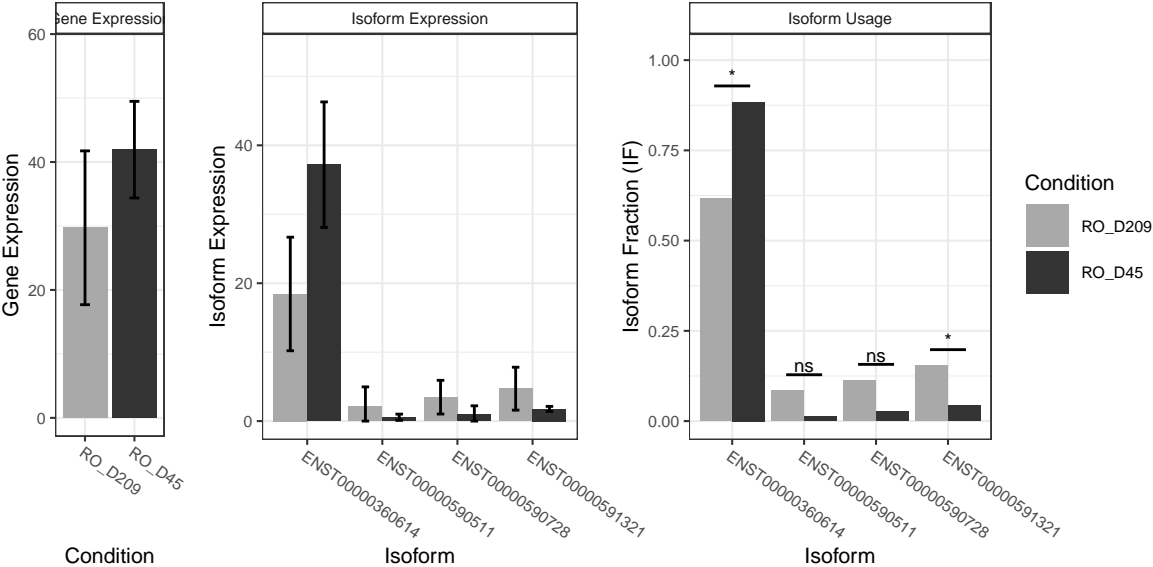 Gene Expression
Gene Expression
60
40
20
0
RO_D209
RO_D45
Condition
Isoform Expression
Isoform Expression
40
20
0
ENST00000360614
ENST00000590511
ENST00000590728
ENST00000591321
Isoform
Isoform Usage
Isoform Fraction (IF)
1.00
0.75
0.50
0.25
0.00
*
ns
ns
*
ENST00000360614
ENST00000590511
ENST00000590728
ENST00000591321
Isoform
Condition
RO_D209
RO_D45